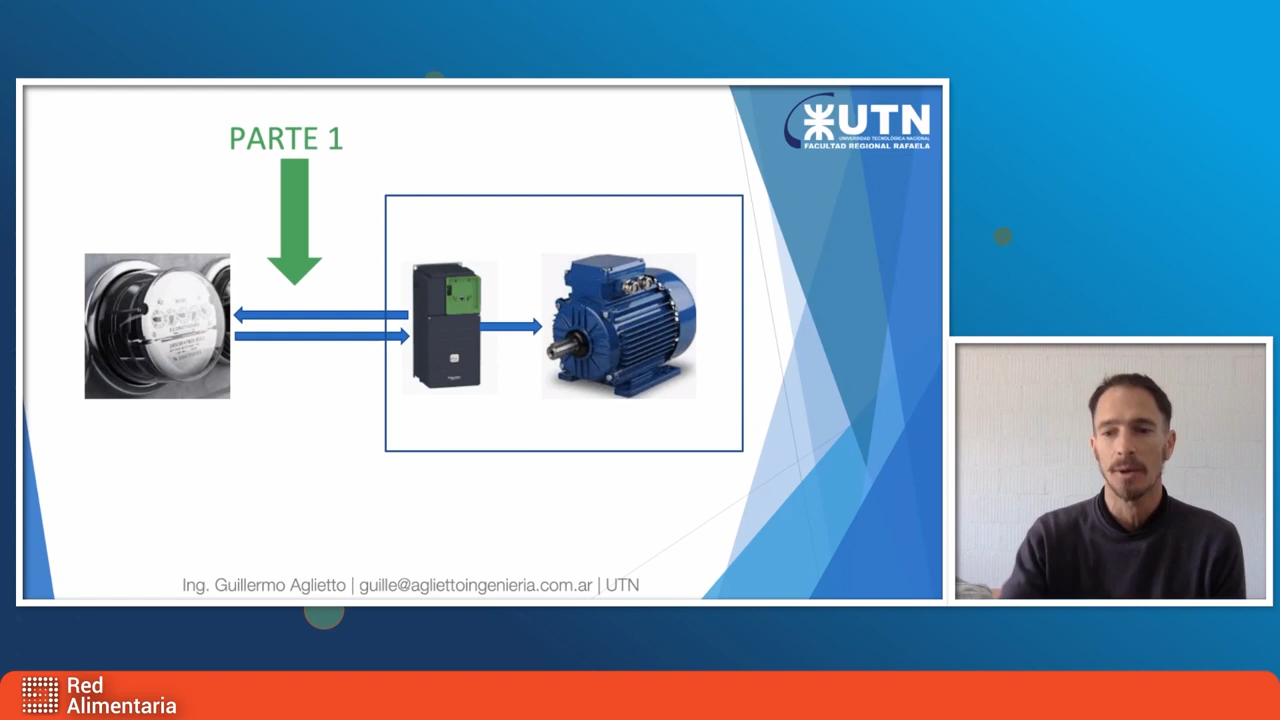 PARTE 1
UTN
UNIVERSIDAD TECNOLÓGICA NACIONAL
FACULTAD REGIONAL RAFAELA
Ing. Guillermo Aglietto | guille@agliettoingenieria.com.ar | UTN
Red
Alimentaria